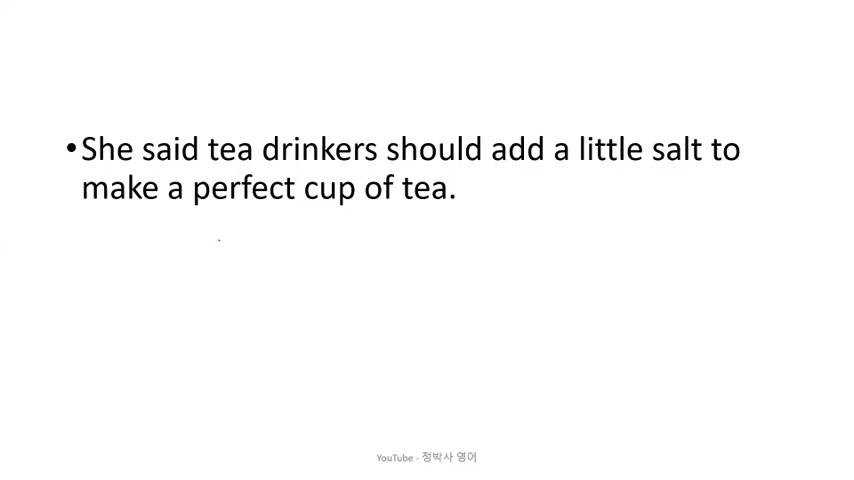 •She said tea drinkers should add a little salt to
make a perfect cup of tea.
YouTube - 정박사 영어